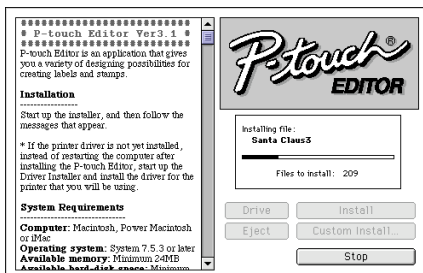 P-touch Editor Ver3.1
P-touch Editor is an application that gives
you a variety of designing possibilities for
creating labels and stamps.
Installation
----------------
Start up the installer, and then follow the
messages that appear.
* If the printer driver is not yet installed,
instead of restarting the computer after
installing the P-touch Editor, start up the
Driver Installer and install the driver for the
printer that you will be using.
System Requirements
-----------------------------
Computer: Macintosh, Power Macintosh
or iMac
Operating system: System 7.5.3 or later
Available memory: Minimum 24MB
Available hard-disk space: Minimum
P-touch
EDITOR
Installing file:
Santa Claus3
Files to install: 209
Drive
Install
Eject
Custom Install...
Stop